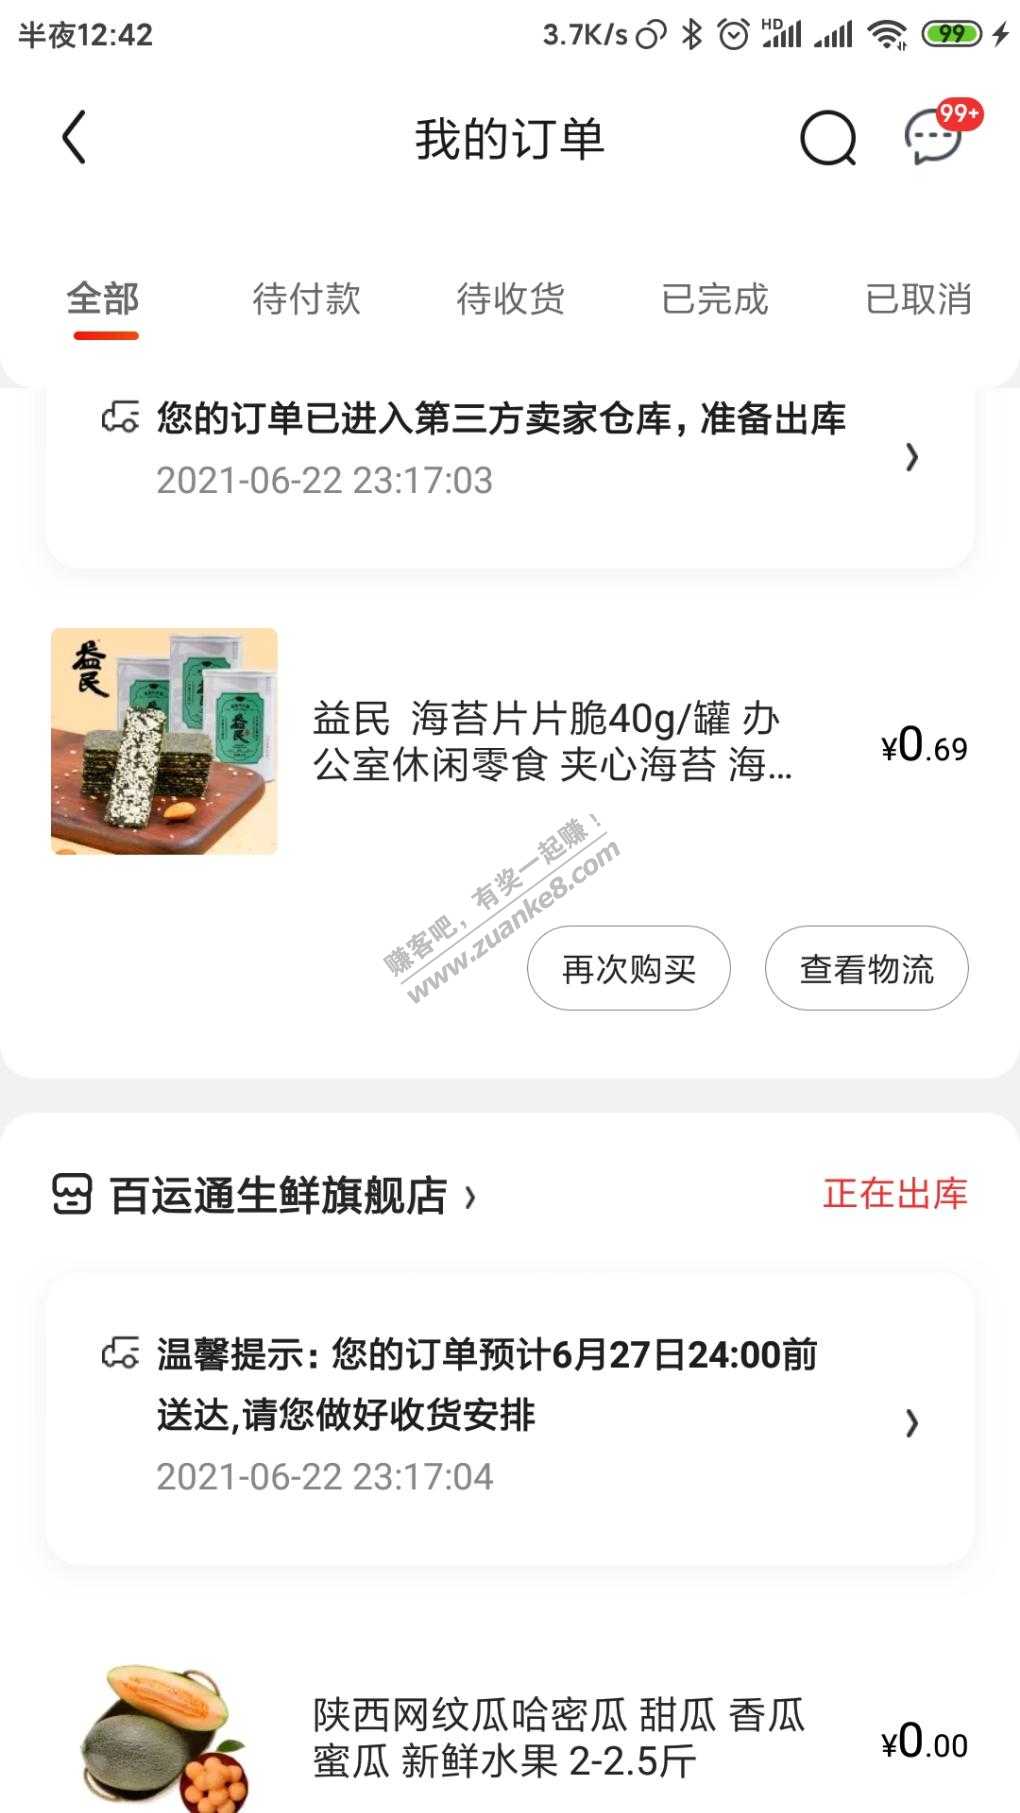 半夜12:42
3.7K/s HD 99
我的订单
99+
全部 待付款 待收货 已完成 已取消
您的订单已进入第三方卖家仓库，准备出库
2021-06-22 23:17:03
益民
益民
益民 海苔片片脆40g/罐 办
公室休闲零食 夹心海苔 海...
¥0.69
赚客吧，有奖一起赚！
www.zuanke8.com
再次购买 查看物流
百运通生鲜旗舰店
正在出库
温馨提示: 您的订单预计6月27日24:00前
送达,请您做好收货安排
2021-06-22 23:17:04
陕西网纹瓜哈密瓜 甜瓜 香瓜
蜜瓜 新鲜水果 2-2.5斤
¥0.00